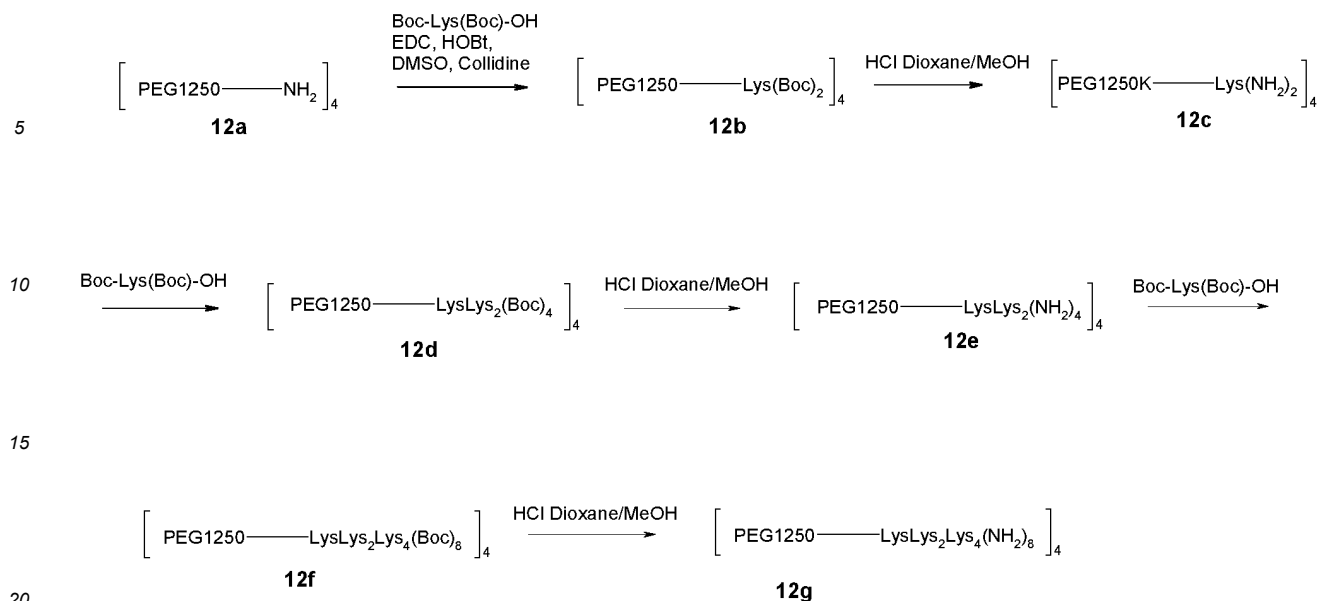 Boc-Lys(Boc)-OH
EDC, HOBt,
DMSO, Collidine
HCl Dioxane/MeOH
[PEG1250—NH₂]₄
[PEG1250—Lys(Boc)₂]₄
[PEG1250K—Lys(NH₂)₂]₄
5
12a
12b
12c
10
Boc-Lys(Boc)-OH
HCl Dioxane/MeOH
Boc-Lys(Boc)-OH
[PEG1250—LysLys₂(Boc)₄]₄
[PEG1250—LysLys₂(NH₂)₄]₄
12d
12e
15
HCl Dioxane/MeOH
[PEG1250—LysLys₂Lys₄(Boc)₈]₄
[PEG1250—LysLys₂Lys₄(NH₂)₈]₄
12f
12g
20